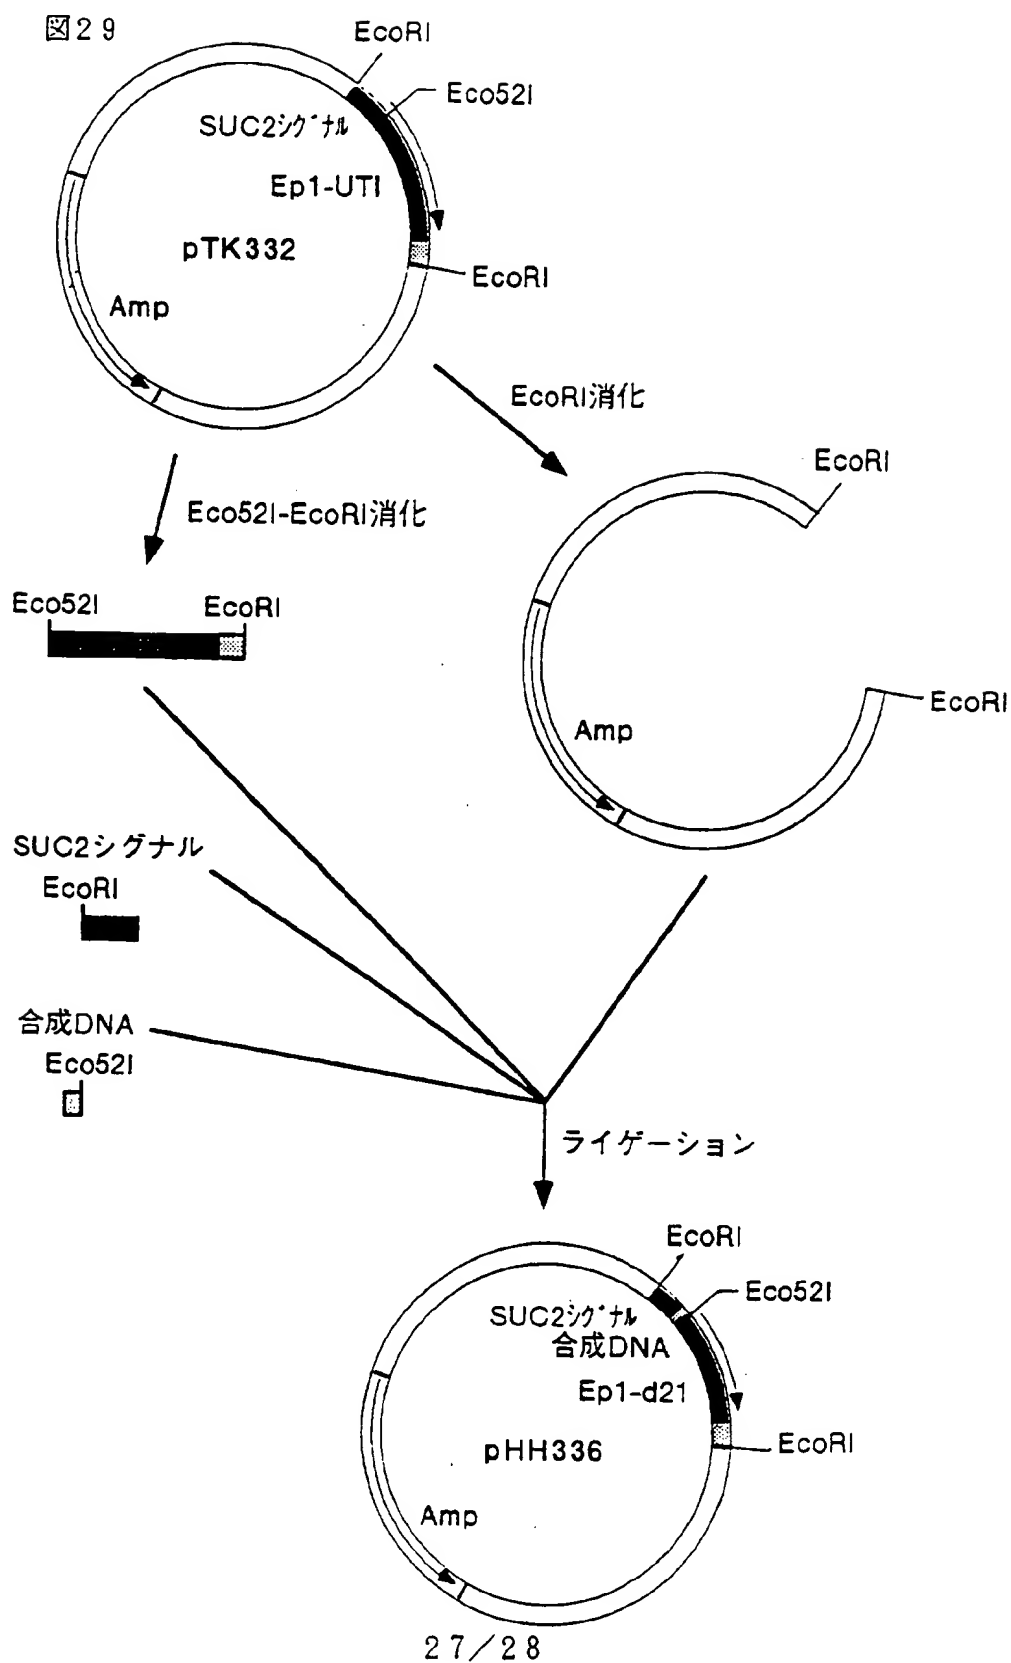 図29
EcoRI
Eco52I
SUC2シグナル
Ep1-UTI
pTK332
EcoRI
Amp
EcoRI消化
EcoRI
Eco52I-EcoRI消化
Eco52I
EcoRI
EcoRI
Amp
SUC2シグナル
EcoRI
合成DNA
Eco52I
ライゲーション
EcoRI
Eco52I
SUC2シグナル
合成DNA
Ep1-d21
EcoRI
pHH336
Amp
27/28